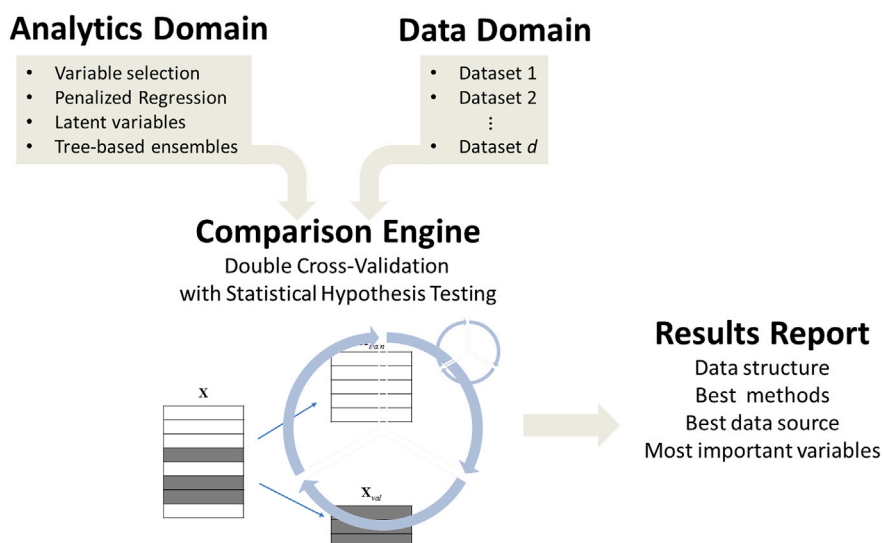 Analytics Domain
• Variable selection
• Penalized Regression
• Latent variables
• Tree-based ensembles
Data Domain
• Dataset 1
• Dataset 2
⋮
• Dataset d
Comparison Engine
Double Cross-Validation
with Statistical Hypothesis Testing
X
X val
Results Report
Data structure
Best methods
Best data source
Most important variables